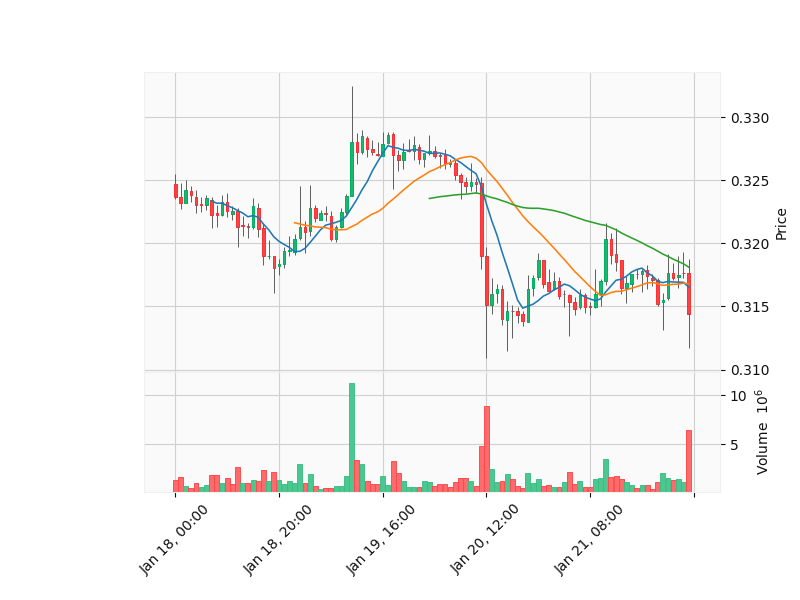 0.330
0.325
0.320
0.315
0.310
Price
10
5
Volume 10^6
Jan 18, 00:00
Jan 18, 20:00
Jan 19, 16:00
Jan 20, 12:00
Jan 21, 08:00